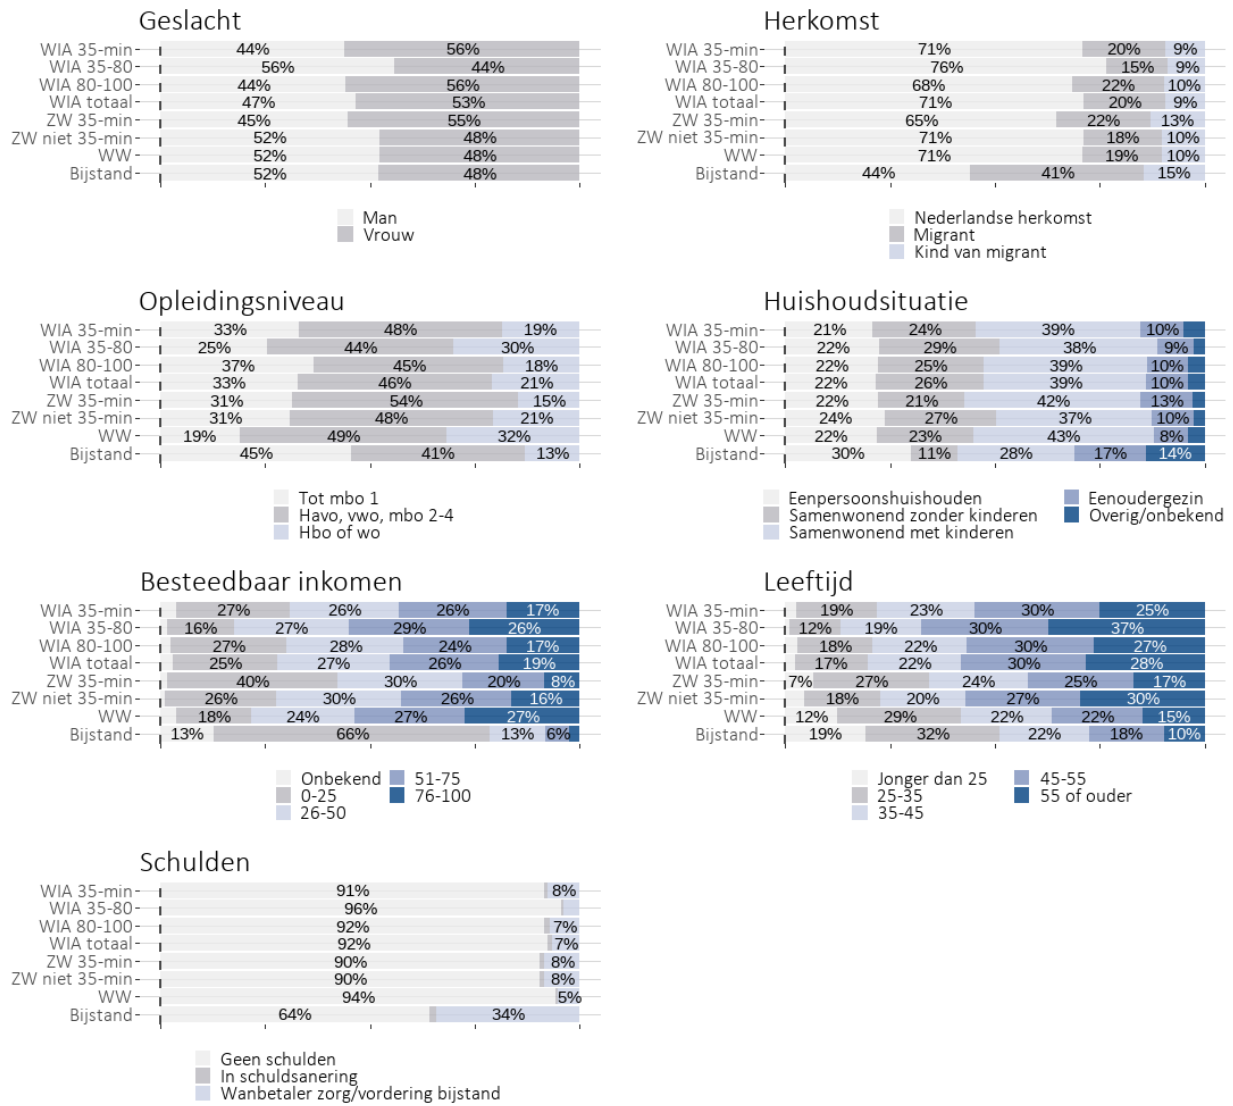 Geslacht
WIA 35-min 44% 56%
WIA 35-80 56% 44%
WIA 80-100 44% 56%
WIA totaal 47% 53%
ZW 35-min 45% 55%
ZW niet 35-min 52% 48%
WW 52% 48%
Bijstand 52% 48%
Man
Vrouw
Herkomst
WIA 35-min 71% 20% 9%
WIA 35-80 76% 15% 9%
WIA 80-100 68% 22% 10%
WIA totaal 71% 20% 9%
ZW 35-min 65% 22% 13%
ZW niet 35-min 71% 18% 10%
WW 71% 19% 10%
Bijstand 44% 41% 15%
Nederlandse herkomst
Migrant
Kind van migrant
Opleidingsniveau
WIA 35-min 33% 48% 19%
WIA 35-80 25% 44% 30%
WIA 80-100 37% 45% 18%
WIA totaal 33% 46% 21%
ZW 35-min 31% 54% 15%
ZW niet 35-min 31% 48% 21%
WW 19% 49% 32%
Bijstand 45% 41% 13%
Tot mbo 1
Havo, vwo, mbo 2-4
Hbo of wo
Huishoudsituatie
WIA 35-min 21% 24% 39% 10%
WIA 35-80 22% 29% 38% 9%
WIA 80-100 22% 25% 39% 10%
WIA totaal 22% 26% 39% 10%
ZW 35-min 22% 21% 42% 13%
ZW niet 35-min 24% 27% 37% 10%
WW 22% 23% 43% 8%
Bijstand 30% 11% 28% 17% 14%
Eenpersoonshuishouden Eenoudergezin
Samenwonend zonder kinderen Overig/onbekend
Samenwonend met kinderen
Besteedbaar inkomen
WIA 35-min 27% 26% 26% 17%
WIA 35-80 16% 27% 29% 26%
WIA 80-100 27% 28% 24% 17%
WIA totaal 25% 27% 26% 19%
ZW 35-min 40% 30% 20% 8%
ZW niet 35-min 26% 30% 26% 16%
WW 18% 24% 27% 27%
Bijstand 13% 66% 13% 6%
Onbekend 51-75
0-25 76-100
26-50
Leeftijd
WIA 35-min 19% 23% 30% 25%
WIA 35-80 12% 19% 30% 37%
WIA 80-100 18% 22% 30% 27%
WIA totaal 17% 22% 30% 28%
ZW 35-min 7% 27% 24% 25% 17%
ZW niet 35-min 18% 20% 27% 30%
WW 12% 29% 22% 22% 15%
Bijstand 19% 32% 22% 18% 10%
Jonger dan 25 45-55
25-35 55 of ouder
35-45
Schulden
WIA 35-min 91% 8%
WIA 35-80 96%
WIA 80-100 92% 7%
WIA totaal 92% 7%
ZW 35-min 90% 8%
ZW niet 35-min 90% 8%
WW 94% 5%
Bijstand 64% 34%
Geen schulden
In schuldsanering
Wanbetaler zorg/vordering bijstand